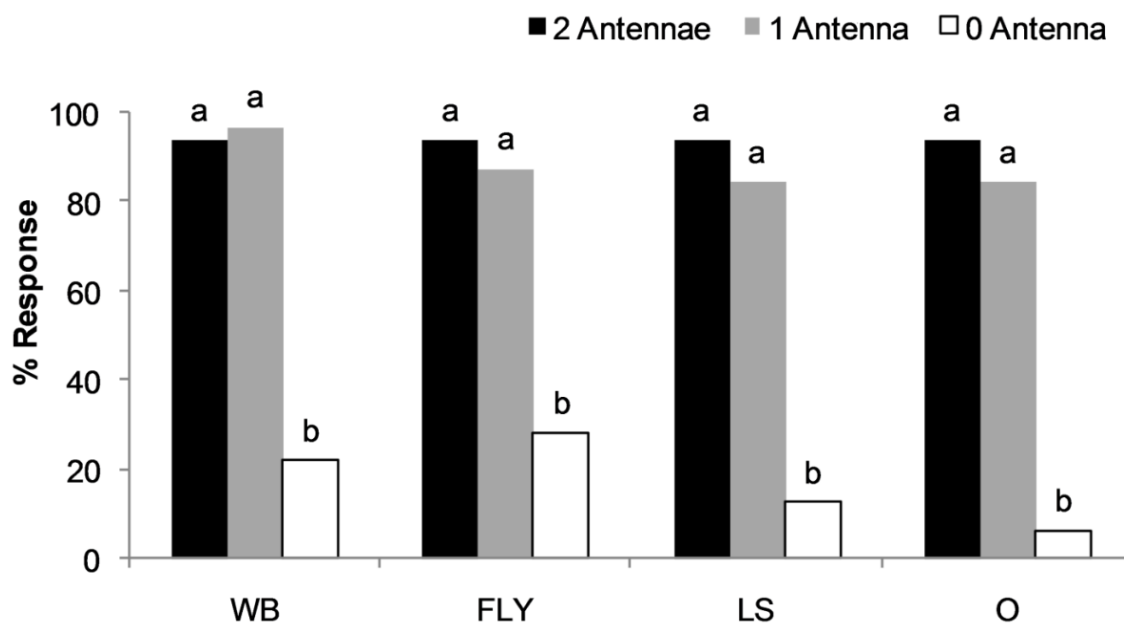 2 Antennae 1 Antenna 0 Antenna
% Response
100
80
60
40
20
0
a a b
a a b
a a b
a a b
WB FLY LS O